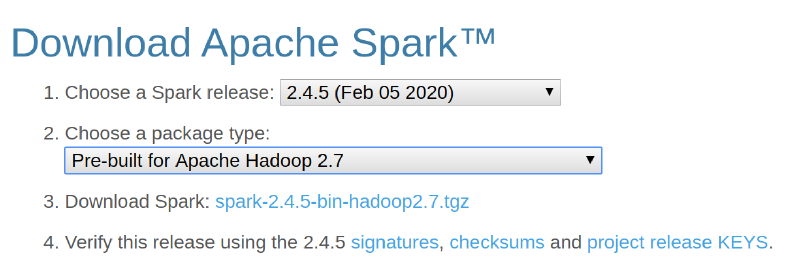 Download Apache Spark™
1. Choose a Spark release: 2.4.5 (Feb 05 2020)
2. Choose a package type:
Pre-built for Apache Hadoop 2.7
3. Download Spark: spark-2.4.5-bin-hadoop2.7.tgz
4. Verify this release using the 2.4.5 signatures, checksums and project release KEYS.